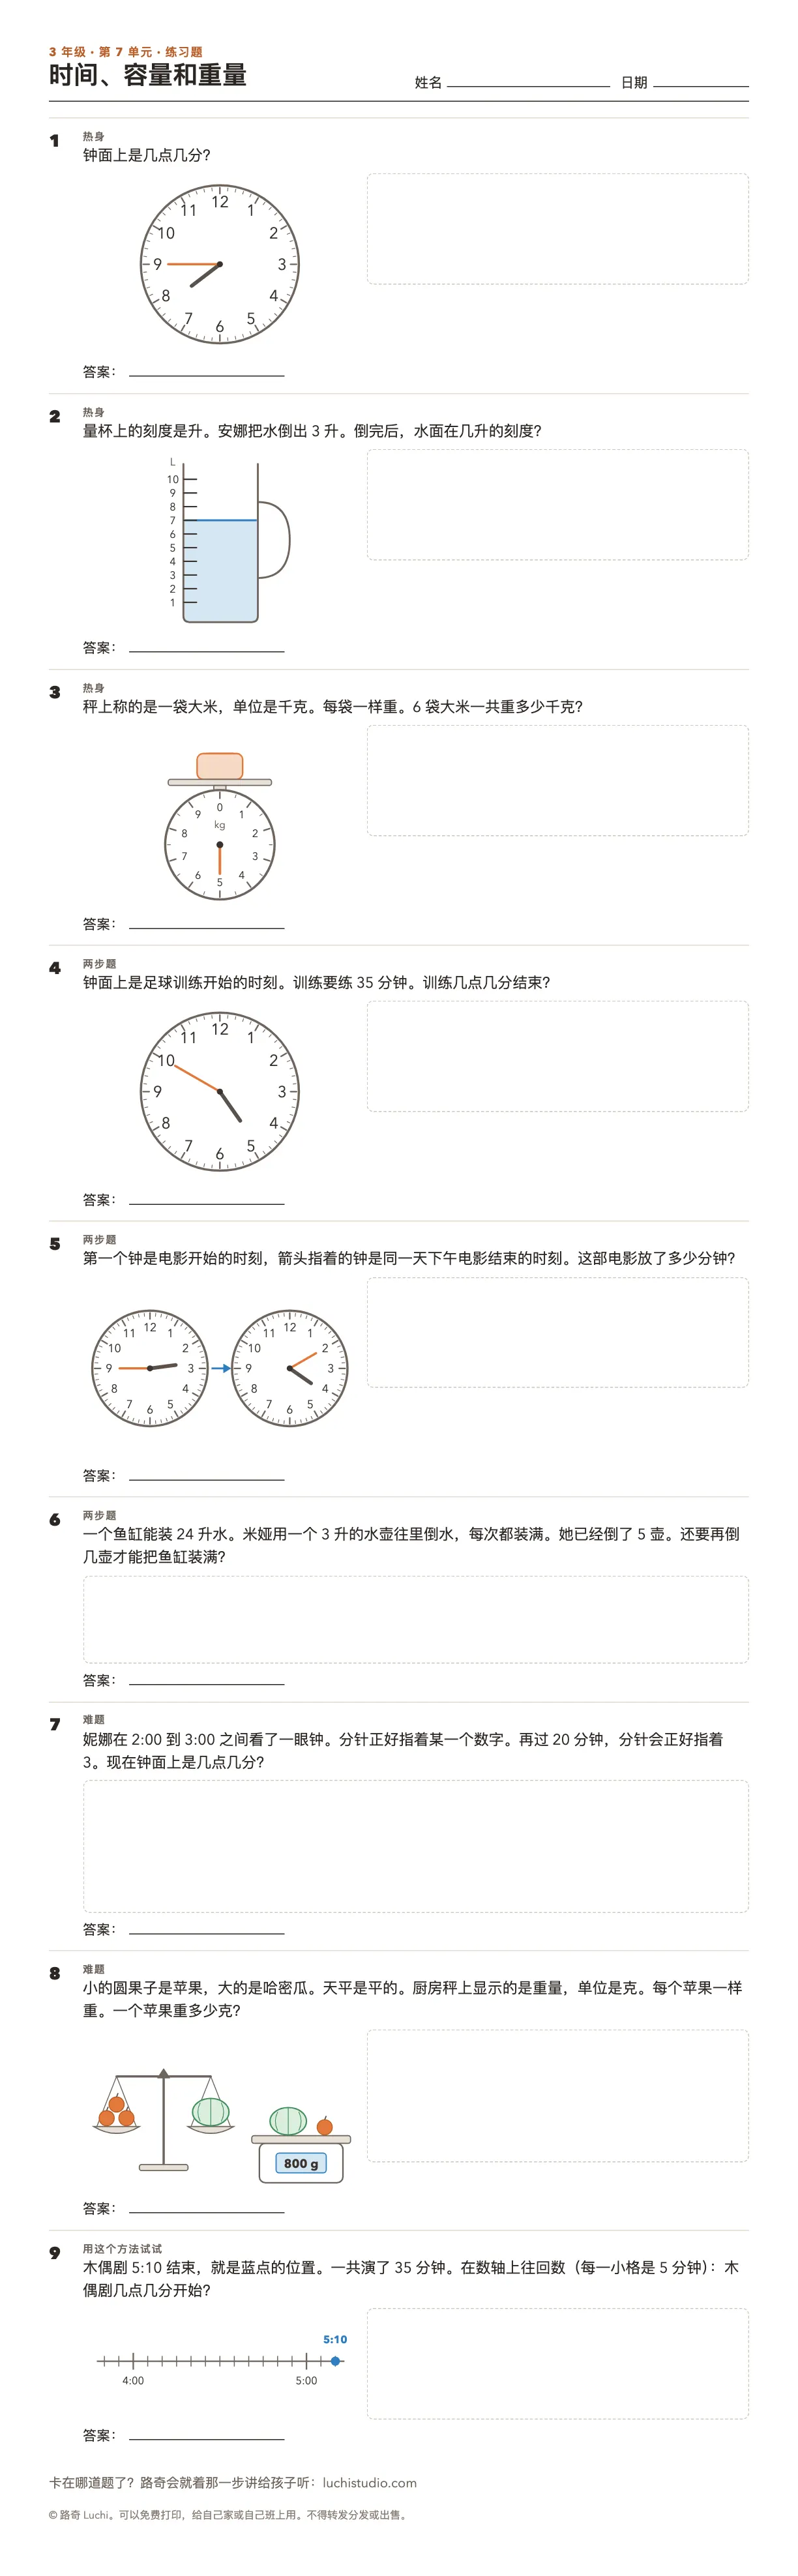 3 年级 · 第 7 单元 · 练习题
时间、容量和重量
姓名 日期
1
热身
钟面上是几点几分?
12 1 2 3 4 5 6 7 8 9 10 11
答案:
2
热身
量杯上的刻度是升。安娜把水倒出 3 升。倒完后,水面在几升的刻度?
L
10
9
8
7
6
5
4
3
2
1
答案:
3
热身
秤上称的是一袋大米,单位是千克。每袋一样重。6 袋大米一共重多少千克?
0 1 2 3 4 5 6 7 8 9
kg
答案:
4
两步题
钟面上是足球训练开始的时刻。训练要练 35 分钟。训练几点几分结束?
12 1 2 3 4 5 6 7 8 9 10 11
答案:
5
两步题
第一个钟是电影开始的时刻,箭头指着的钟是同一天下午电影结束的时刻。这部电影放了多少分钟?
12 1 2 3 4 5 6 7 8 9 10 11
12 1 2 3 4 5 6 7 8 9 10 11
答案:
6
两步题
一个鱼缸能装 24 升水。米娅用一个 3 升的水壶往里倒水,每次都装满。她已经倒了 5 壶。还要再倒
几壶才能把鱼缸装满?
答案:
7
难题
妮娜在 2:00 到 3:00 之间看了一眼钟。分针正好指着某一个数字。再过 20 分钟,分针会正好指着
3。现在钟面上是几点几分?
答案:
8
难题
小的圆果子是苹果,大的是哈密瓜。天平是平的。厨房秤上显示的是重量,单位是克。每个苹果一样
重。一个苹果重多少克?
800 g
答案:
9
用这个方法试试
木偶剧 5:10 结束,就是蓝点的位置。一共演了 35 分钟。在数轴上往回数(每一小格是 5 分钟):木
偶剧几点几分开始?
5:10
4:00 5:00
答案:
卡在哪道题了?路奇会就着那一步讲给孩子听:luchistudio.com
© 路奇 Luchi。可以免费打印,给自己家或自己班上用。不得转发分发或出售。